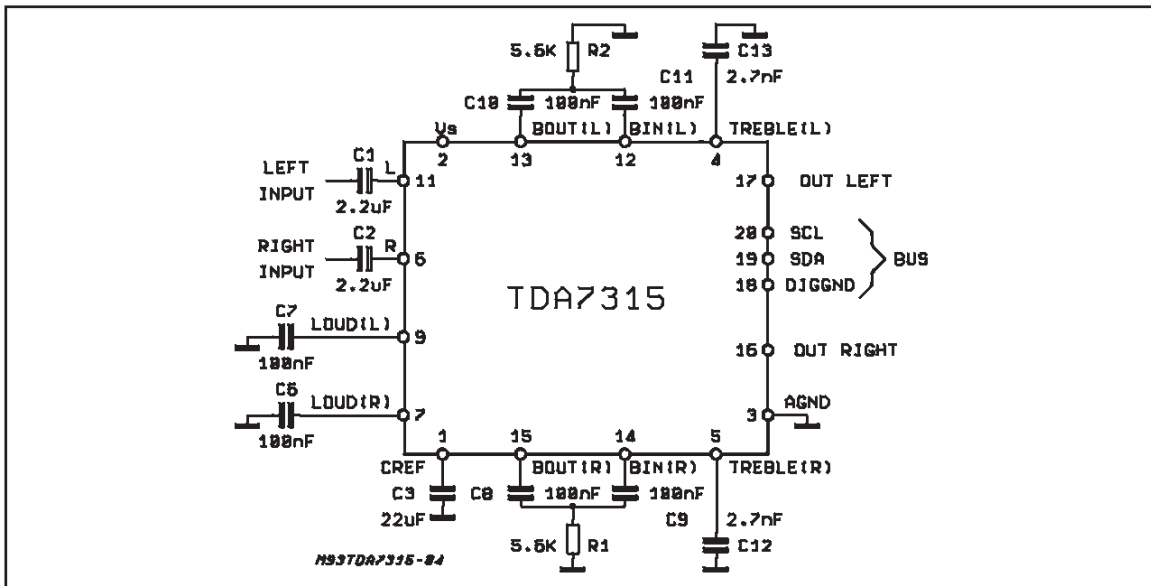 5.6K R2
C13
2.7nF
C11
C10 100nF 100nF
Vs BOUT(L) BIN(L) TREBLE(L)
2 13 12 4
LEFT INPUT
C1 L
2.2uF
11
17 OUT LEFT
RIGHT INPUT
C2 R
2.2uF
6
20 SCL
19 SDA
18 DIGGND
BUS
TDA7315
C7 LOUD(L)
100nF
9
16 OUT RIGHT
C6 LOUD(R)
100nF
7
3 AGND
1 15 14 5
CREF BOUT(R) BIN(R) TREBLE(R)
C3 C8 100nF 100nF
22uF
C9 2.7nF
5.6K R1
C12
M93TDA7315-04